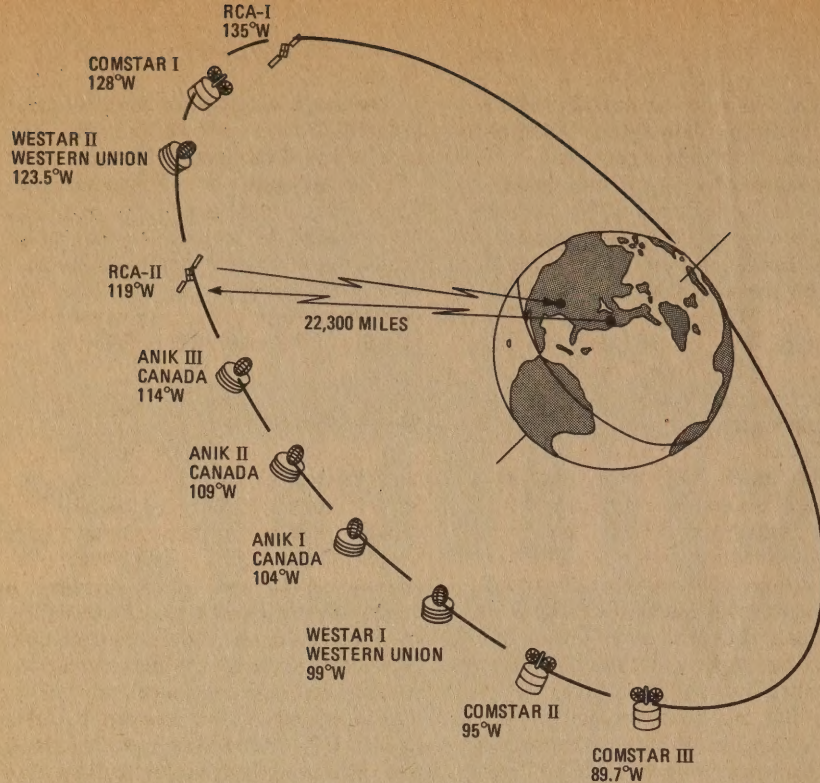 RCA-I
135°W
COMSTAR I
128°W
WESTAR II
WESTERN UNION
123.5°W
RCA-II
119°W
22,300 MILES
ANIK III
CANADA
114°W
ANIK II
CANADA
109°W
ANIK I
CANADA
104°W
WESTAR I
WESTERN UNION
99°W
COMSTAR II
95°W
COMSTAR III
89.7°W